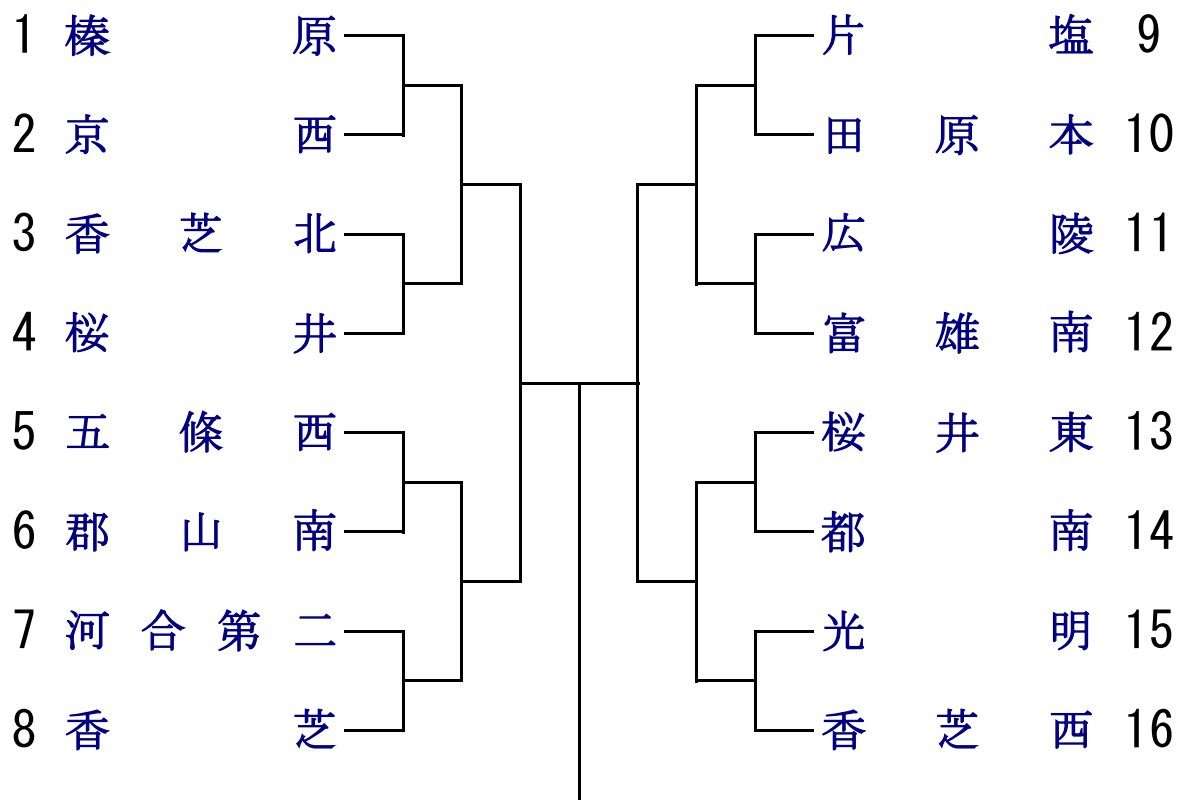 1 榛原
2 京西
3 香芝北
4 桜井
5 五條西
6 郡山南
7 河合第二
8 香芝
片塩 9
田原本 10
広陵 11
富雄南 12
桜井東 13
都南 14
光明 15
香芝西 16